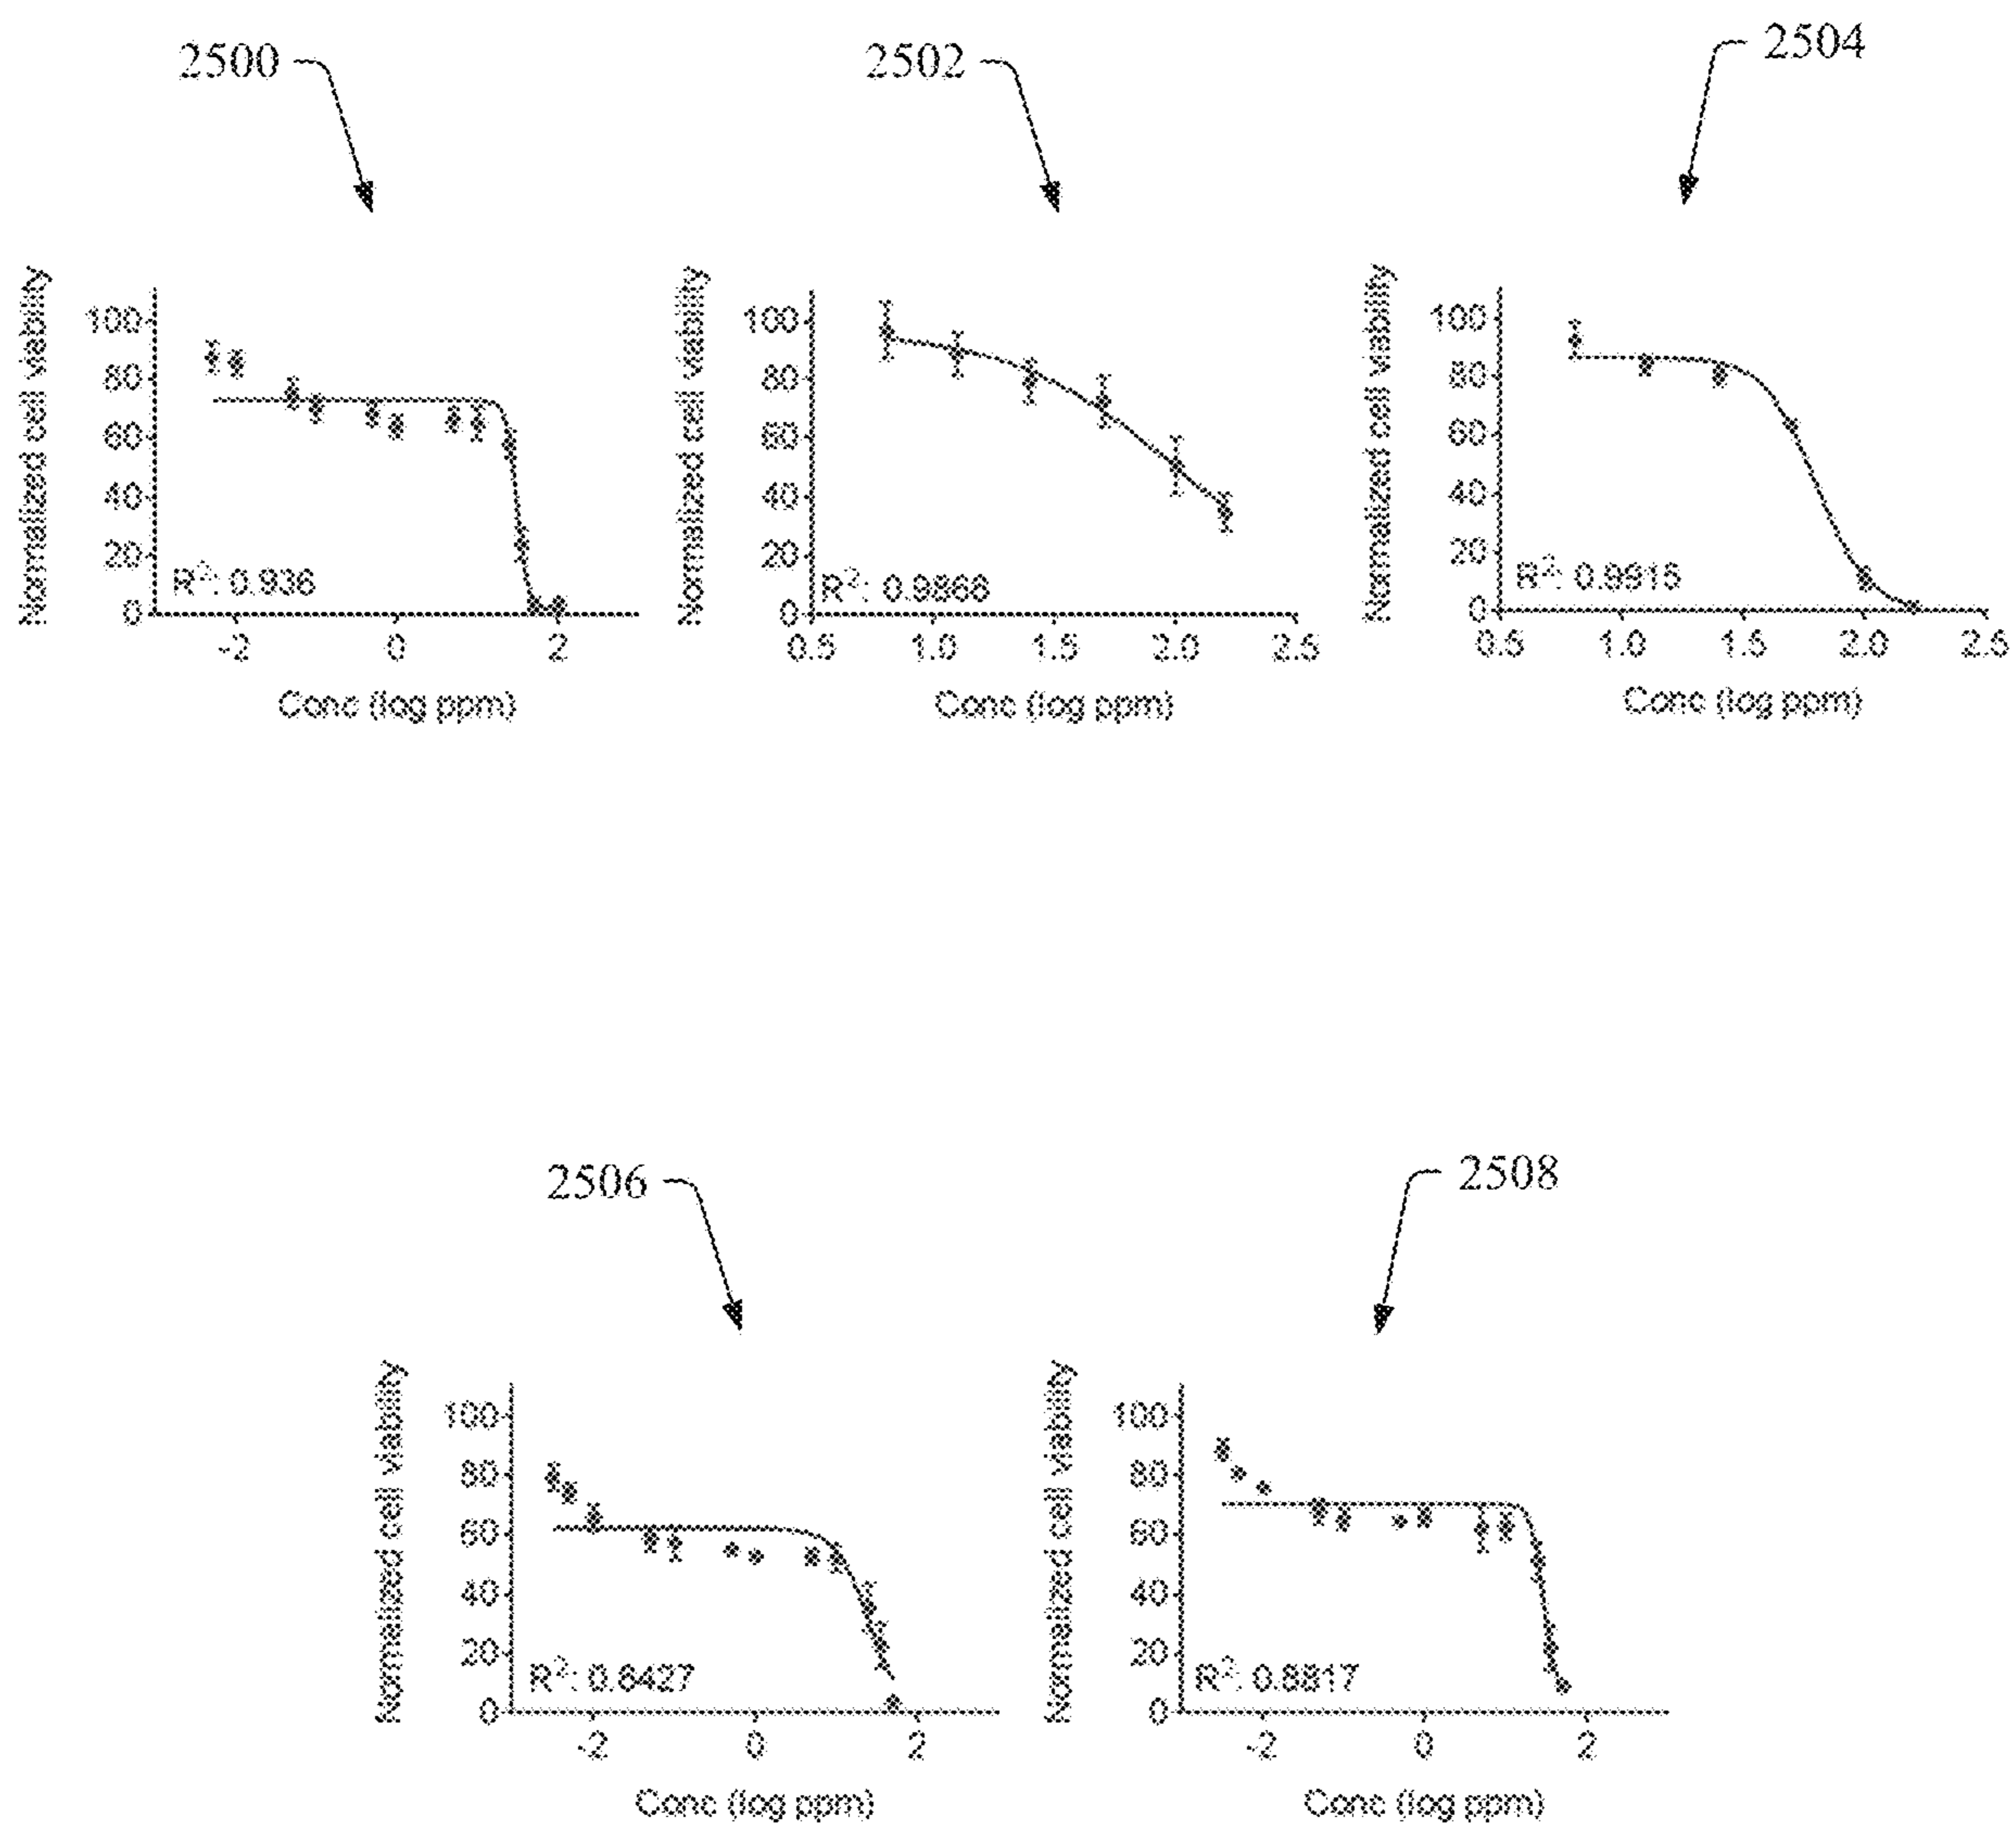 2500
2502
2504
Normalized cell viability
100
80
60
40
20
0
R²: 0.936
-2 0 2
Conc (log ppm)
Normalized cell viability
100
80
60
40
20
0
R²: 0.9868
0.5 1.0 1.5 2.0 2.5
Conc (log ppm)
Normalized cell viability
100
80
60
40
20
0
R²: 0.9915
0.5 1.0 1.5 2.0 2.5
Conc (log ppm)
2506
2508
Normalized cell viability
100
80
60
40
20
0
R²: 0.8427
-2 0 2
Conc (log ppm)
Normalized cell viability
100
80
60
40
20
0
R²: 0.8817
-2 0 2
Conc (log ppm)